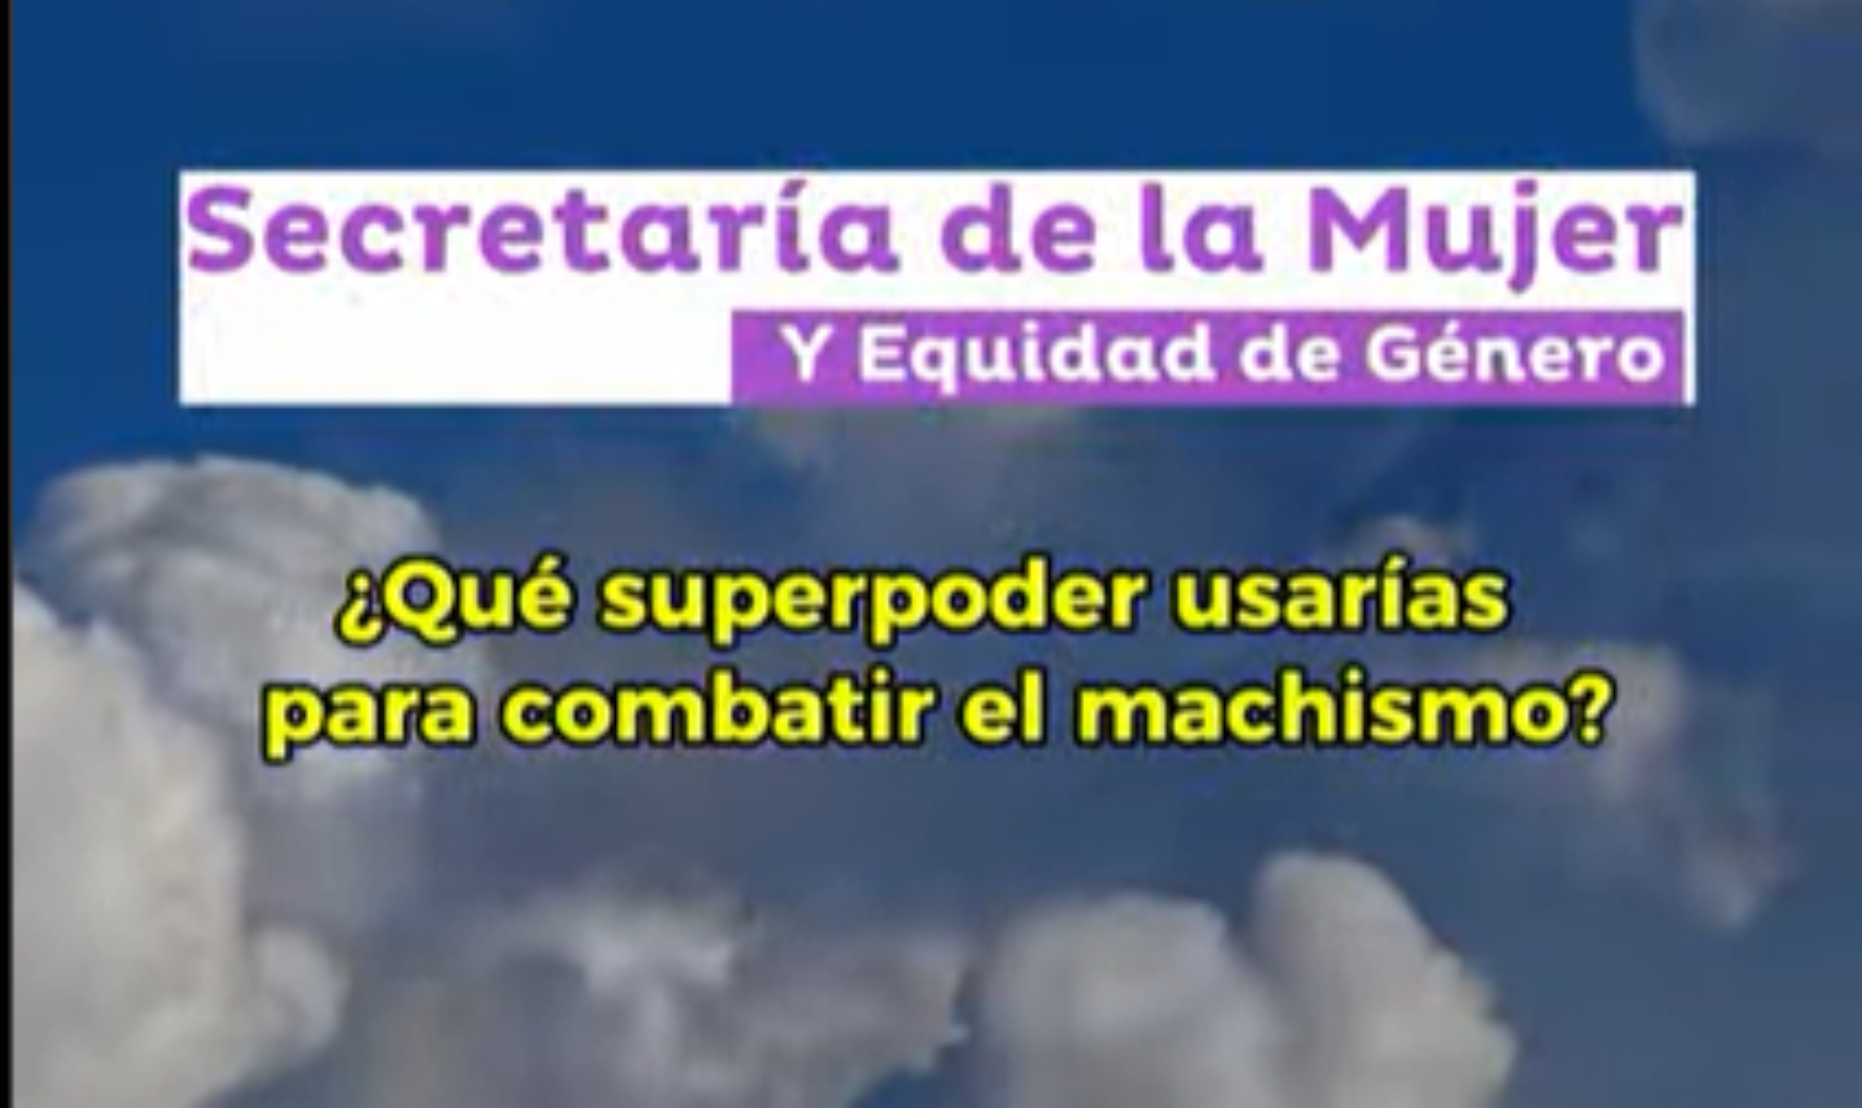 Secretaría de la Mujer
Y Equidad de Género
¿Qué superpoder usarías
para combatir el machismo?